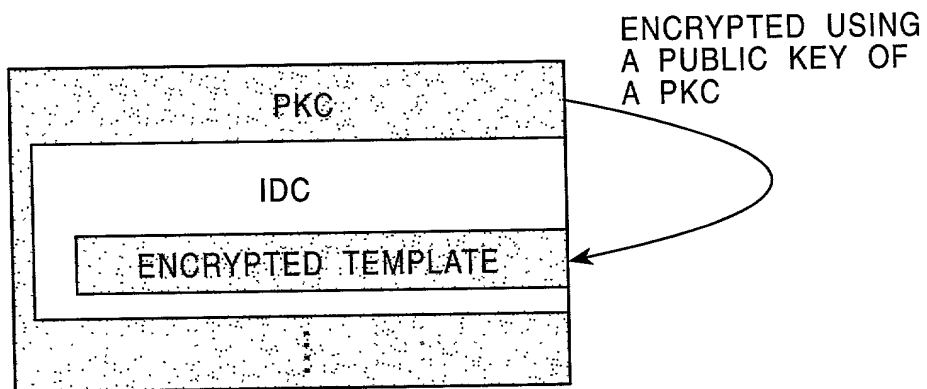 ENCRYPTED USING
A PUBLIC KEY OF
A PKC
PKC
IDC
ENCRYPTED TEMPLATE